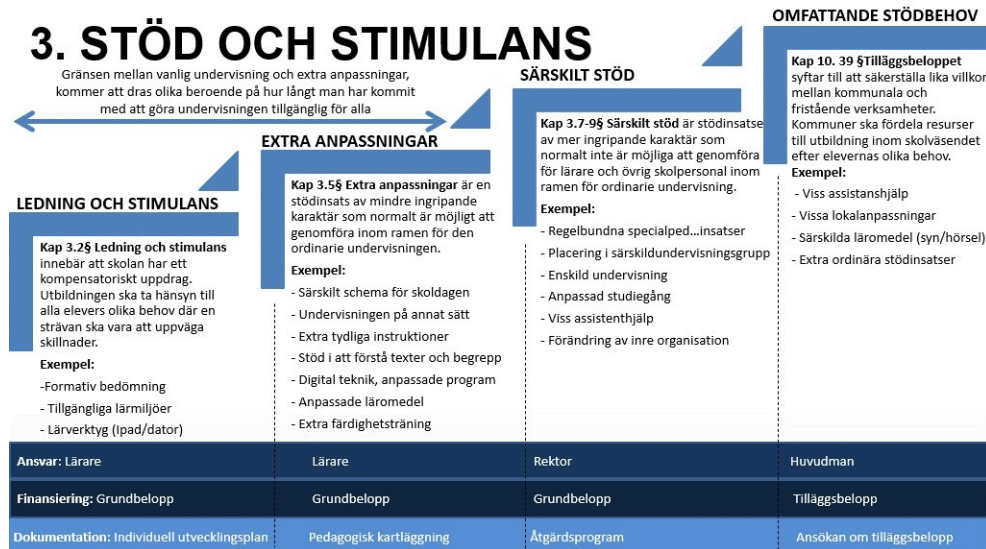 3. STÖD OCH STIMULANS
Gränsen mellan vanlig undervisning och extra anpassningar,
kommer att dras olika beroende på hur långt man har kommit
med att göra undervisningen tillgänglig för alla
LEDNING OCH STIMULANS
Kap 3.2§ Ledning och stimulans
innebär att skolan har ett
kompensatoriskt uppdrag.
Utbildningen ska ta hänsyn till
alla elevers olika behov där en
strävan ska vara att uppväga
skillnader.
Exempel:
-Formativ bedömning
- Tillgängliga lärmiljöer
- Lärverktyg (Ipad/dator)
EXTRA ANPASSNINGAR
Kap 3.5§ Extra anpassningar är en
stödinsats av mindre ingripande
karaktär som normalt är möjligt att
genomföra inom ramen för den
ordinarie undervisningen.
Exempel:
- Särskilt schema för skoldagen
- Undervisningen på annat sätt
- Extra tydliga instruktioner
- Stöd i att förstå texter och begrepp
- Digital teknik, anpassade program
- Anpassade läromedel
- Extra färdighetsträning
SÄRSKILT STÖD
Kap 3.7-9§ Särskilt stöd är stödinsatse
av mer ingripande karaktär som
normalt inte är möjliga att genomföra
för lärare och övrig skolpersonal inom
ramen för ordinarie undervisning.
Exempel:
- Regelbundna specialped...insatser
- Placering i särskildundervisningsgrupp
- Enskild undervisning
- Anpassad studiegång
- Viss assistenthjälp
- Förändring av inre organisation
OMFATTANDE STÖDBEHOV
Kap 10. 39 §Tilläggsbeloppet
syftar till att säkerställa lika villkor
mellan kommunala och
fristående verksamheter.
Kommuner ska fördela resurser
till utbildning inom skolväsendet
efter elevernas olika behov.
Exempel:
- Viss assistanshjälp
- Vissa lokalanpassningar
- Särskilda läromedel (syn/hörsel)
- Extra ordinära stödinsatser
Ansvar: Lärare Lärare Rektor Huvudman
Finansiering: Grundbelopp Grundbelopp Grundbelopp Tilläggsbelopp
Dokumentation: Individuell utvecklingsplan Pedagogisk kartläggning Åtgärdsprogram Ansökan om tilläggsbelopp